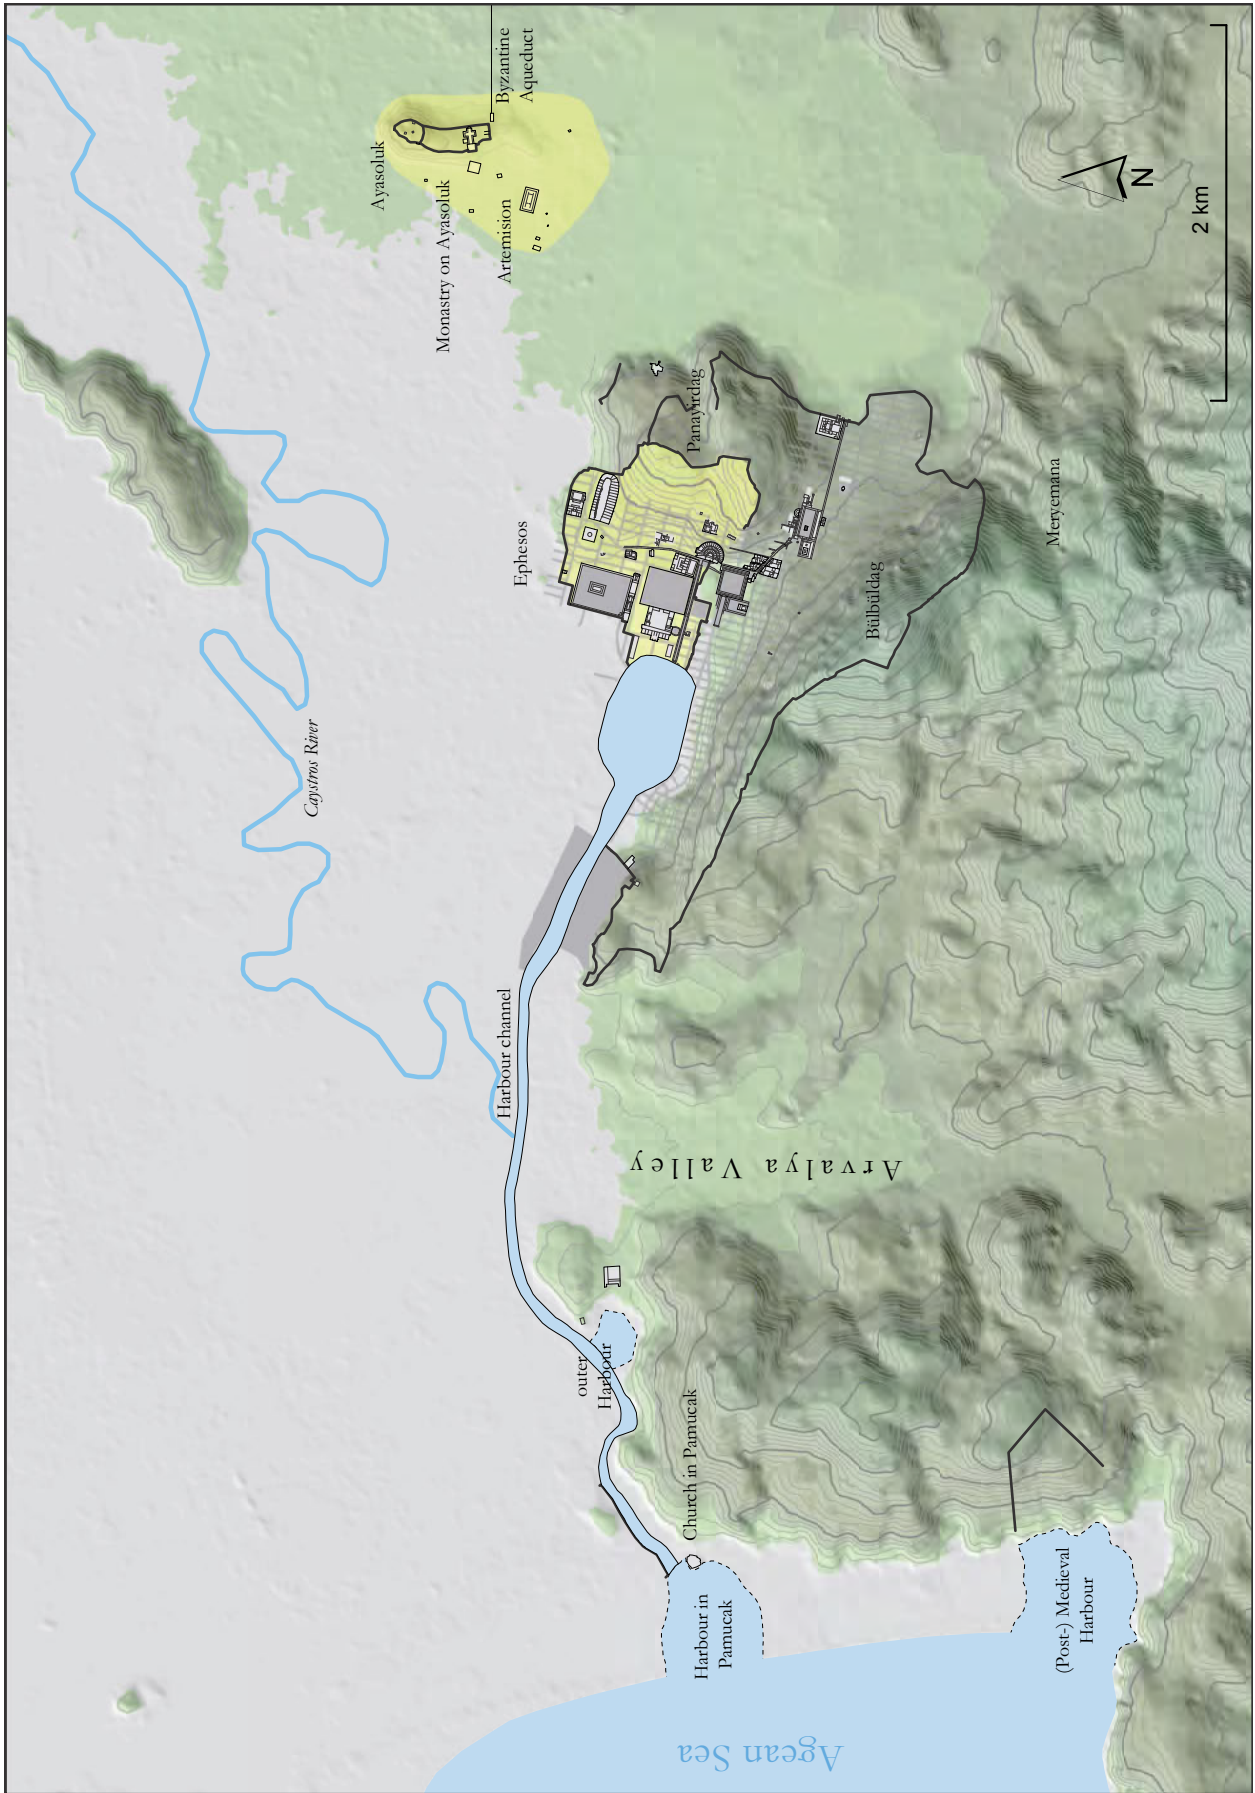 Byzantine
Aqueduct
Ayasoluk
Monastry on Ayasoluk
Artemision
N
2 km
Panayirdag
Ephesos
Meryemana
Bülbüldag
Caystros River
Harbour channel
Arvalya Valley
outer
Harbour
Church in Pamucak
Harbour in
Pamucak
(Post-) Medieval
Harbour
Agean Sea